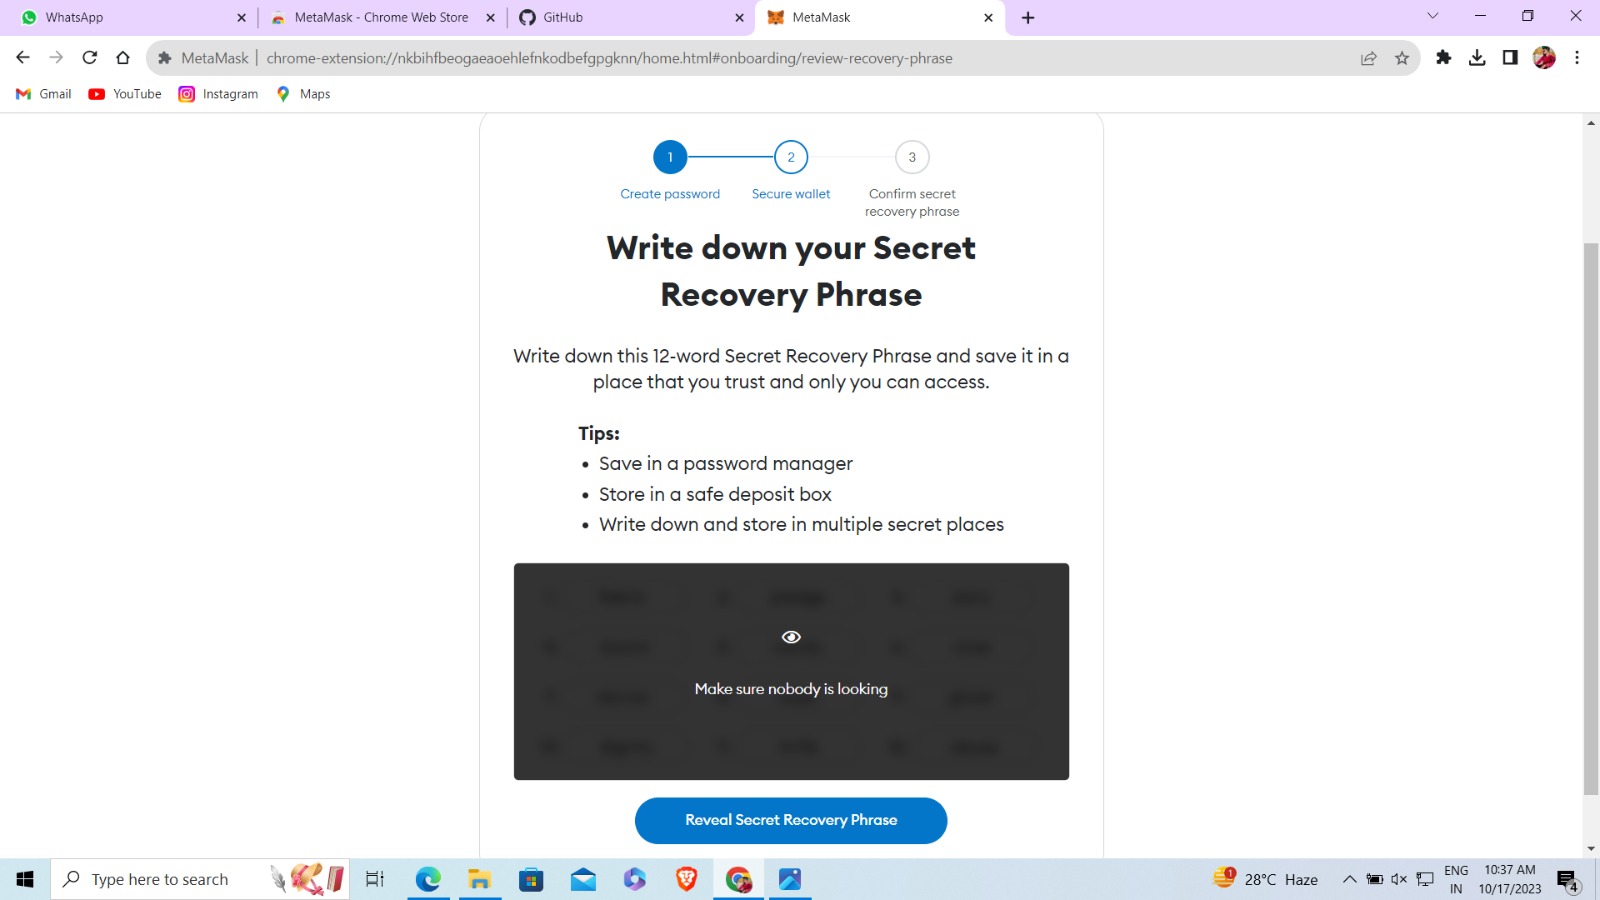 WhatsApp
MetaMask - Chrome Web Store
GitHub
MetaMask
MetaMask
chrome-extension://nkbihfbeogaeaoehlefnkodbefgpgknn/home.html#onboarding/review-recovery-phrase
Gmail
YouTube
Instagram
Maps
1
2
3
Create password
Secure wallet
Confirm secret
recovery phrase
Write down your Secret
Recovery Phrase
Write down this 12-word Secret Recovery Phrase and save it in a
place that you trust and only you can access.
Tips:
• Save in a password manager
• Store in a safe deposit box
• Write down and store in multiple secret places
Make sure nobody is looking
Reveal Secret Recovery Phrase
Type here to search
1
28°C Haze
ENG
IN
10:37 AM
10/17/2023
4